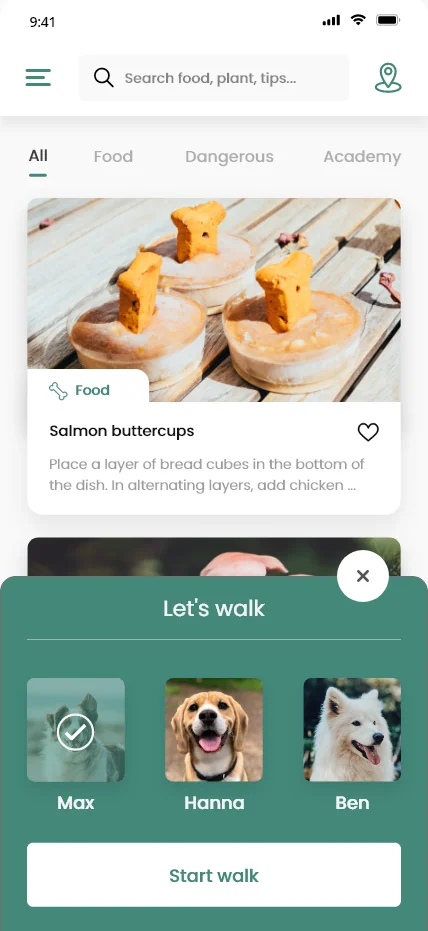 9:41
Search food, plant, tips...
All Food Dangerous Academy
Food
Salmon buttercups
Place a layer of bread cubes in the bottom of
the dish. In alternating layers, add chicken ...
Let's walk
Max Hanna Ben
Start walk